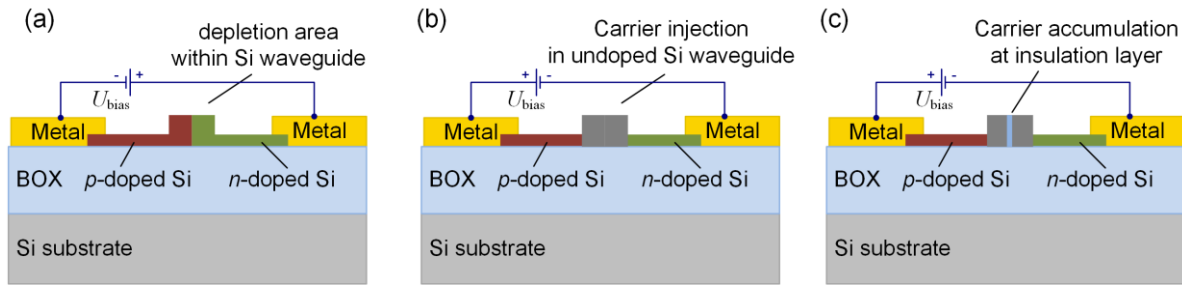 (a)
depletion area
within Si waveguide
- +
U_bias
Metal
Metal
BOX
p-doped Si
n-doped Si
Si substrate
(b)
Carrier injection
in undoped Si waveguide
+ -
U_bias
Metal
Metal
BOX
p-doped Si
n-doped Si
Si substrate
(c)
Carrier accumulation
at insulation layer
+ -
U_bias
Metal
Metal
BOX
p-doped Si
n-doped Si
Si substrate